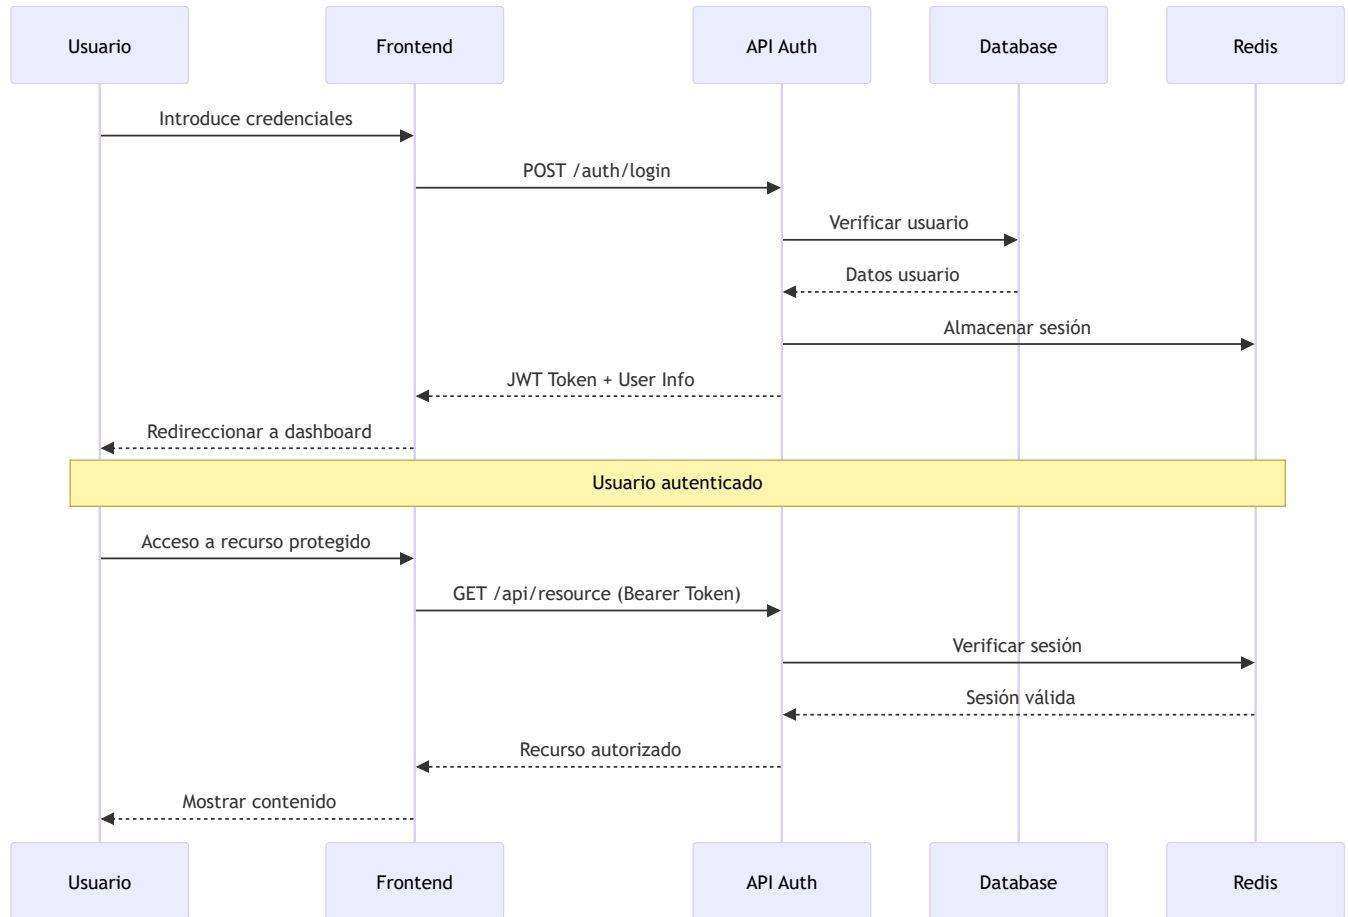 Usuario
Frontend
API Auth
Database
Redis
Introduce credenciales
POST /auth/login
Verificar usuario
Datos usuario
Almacenar sesión
JWT Token + User Info
Redireccionar a dashboard
Usuario autenticado
Acceso a recurso protegido
GET /api/resource (Bearer Token)
Verificar sesión
Sesión válida
Recurso autorizado
Mostrar contenido
Usuario
Frontend
API Auth
Database
Redis